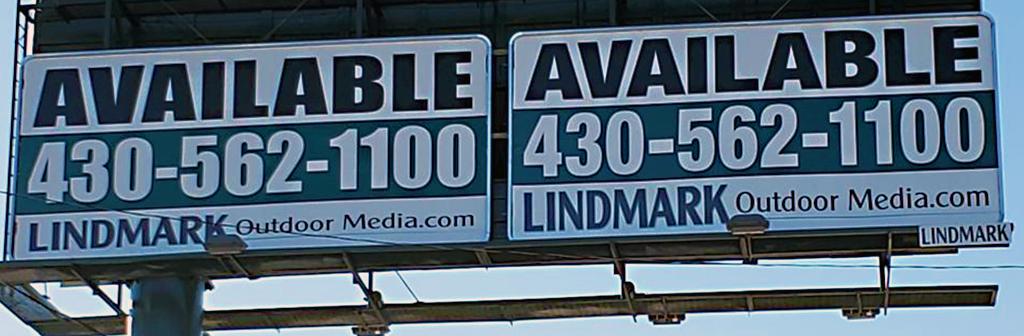 AVAILABLE
430-562-1100
LINDMARK Outdoor Media.com
AVAILABLE
430-562-1100
LINDMARK Outdoor Media.com
LINDMARK